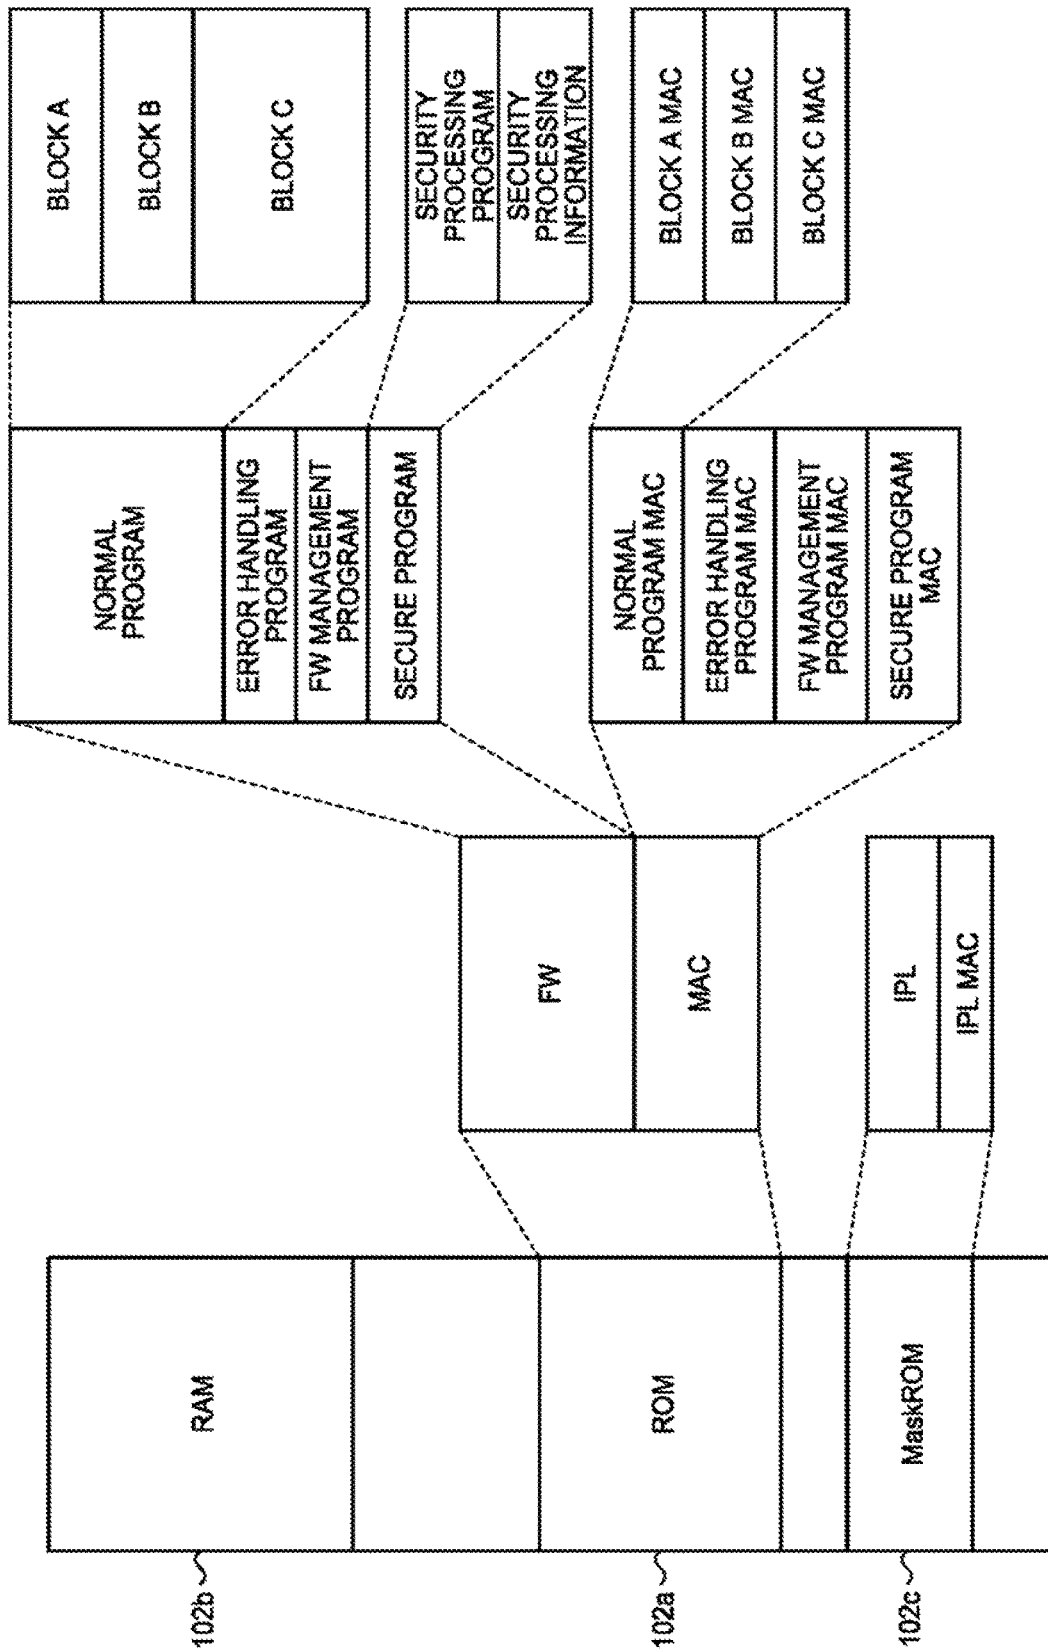 102b
RAM
102a
ROM
102c
MaskROM
FW
MAC
IPL
IPL MAC
NORMAL
PROGRAM
ERROR HANDLING
PROGRAM
FW MANAGEMENT
PROGRAM
SECURE PROGRAM
NORMAL
PROGRAM MAC
ERROR HANDLING
PROGRAM MAC
FW MANAGEMENT
PROGRAM MAC
SECURE PROGRAM
MAC
BLOCK A
BLOCK B
BLOCK C
SECURITY
PROCESSING
PROGRAM
SECURITY
PROCESSING
INFORMATION
BLOCK A MAC
BLOCK B MAC
BLOCK C MAC